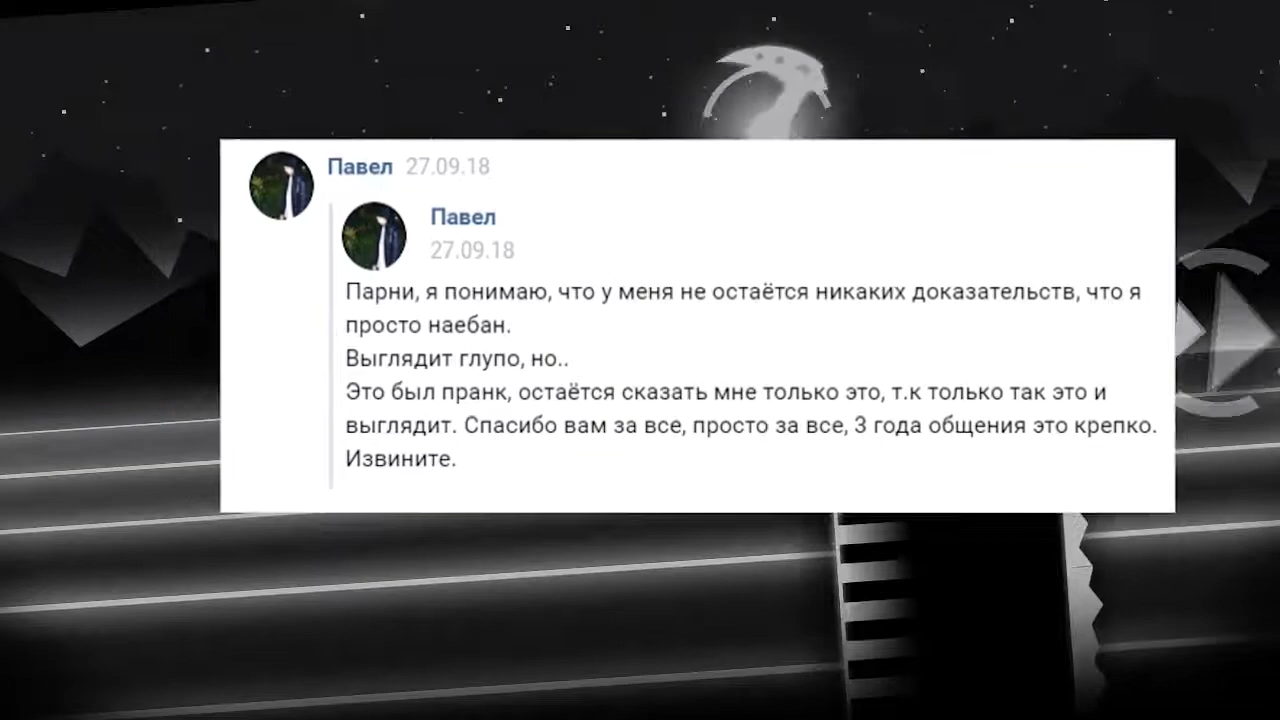 Павел 27.09.18
Павел
27.09.18
Парни, я понимаю, что у меня не остаётся никаких доказательств, что я
просто наебан.
Выглядит глупо, но..
Это был пранк, остаётся сказать мне только это, т.к только так это и
выглядит. Спасибо вам за все, просто за все, 3 года общения это крепко.
Извините.